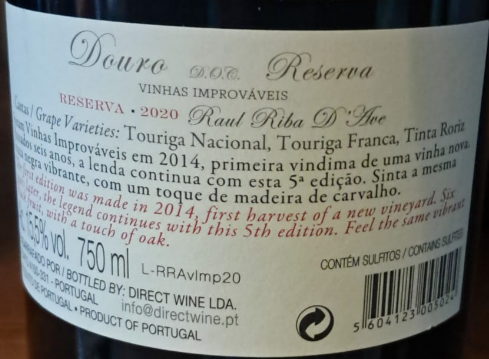 Douro D.O.C. Reserva
VINHAS IMPROVÁVEIS
RESERVA • 2020 Raul Riba D'Ave
Castas / Grape Varieties: Touriga Nacional, Touriga Franca, Tinta Roriz
Vinhas Improváveis em 2014, primeira vindima de uma vinha nova.
seis anos, a lenda continua com esta 5ª edição. Sinta a mesma
negra vibrante, com um toque de madeira de carvalho.
first edition was made in 2014, first harvest of a new vineyard. Six
later, the legend continues with this 5th edition. Feel the same vibrant
fruit, with a touch of oak.
15,5% vol. 750 ml L-RRAvImp20
CONTÉM SULFITOS / CONTAINS SULFITES
POR / BOTTLED BY: DIRECT WINE LDA.
- PORTUGAL info@directwine.pt
DE PORTUGAL • PRODUCT OF PORTUGAL
5 604123 005024